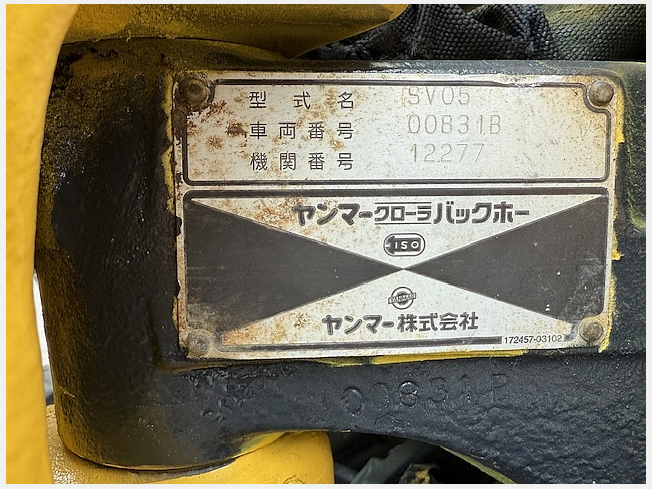 型式名 SV05
車両番号 00831B
機関番号 12277
ヤンマークローラバックホー
ISO
YANMAR
ヤンマー株式会社
172457-03102
00831B